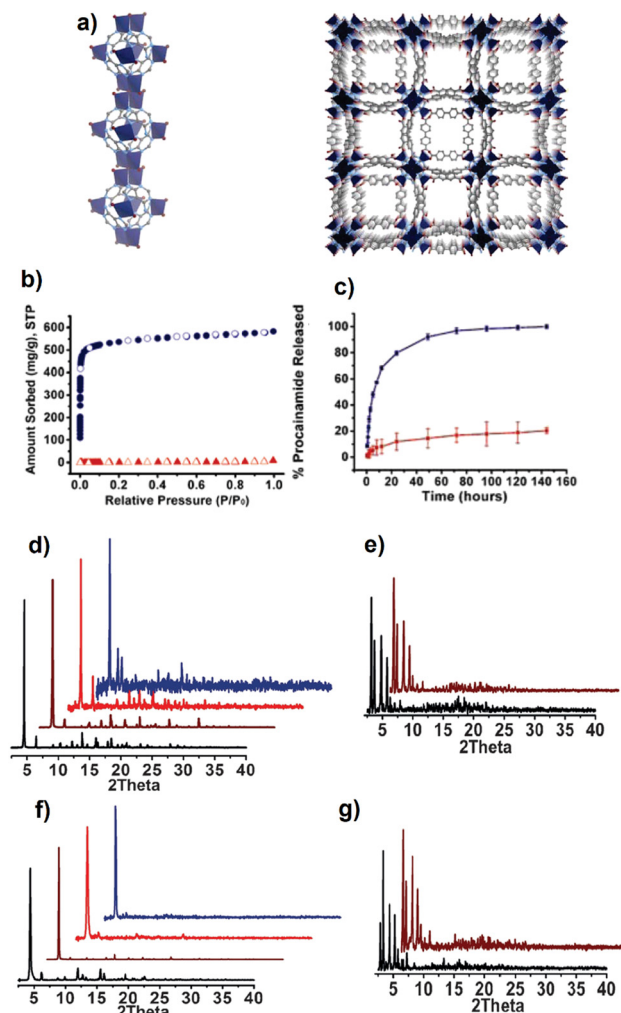 a)
b)
c)
Amount Sorbed (mg/g), STP
600
500
400
300
200
100
0
0.0 0.2 0.4 0.6 0.8 1.0
Relative Pressure (P/P₀)
% Procainamide Released
100
80
60
40
20
0
0 20 40 60 80 100 120 140 160
Time (hours)
d)
e)
5 10 15 20 25 30 35 40
2Theta
5 10 15 20 25 30 35 40
2Theta
f)
g)
5 10 15 20 25 30 35 40
2Theta
5 10 15 20 25 30 35 40
2Theta